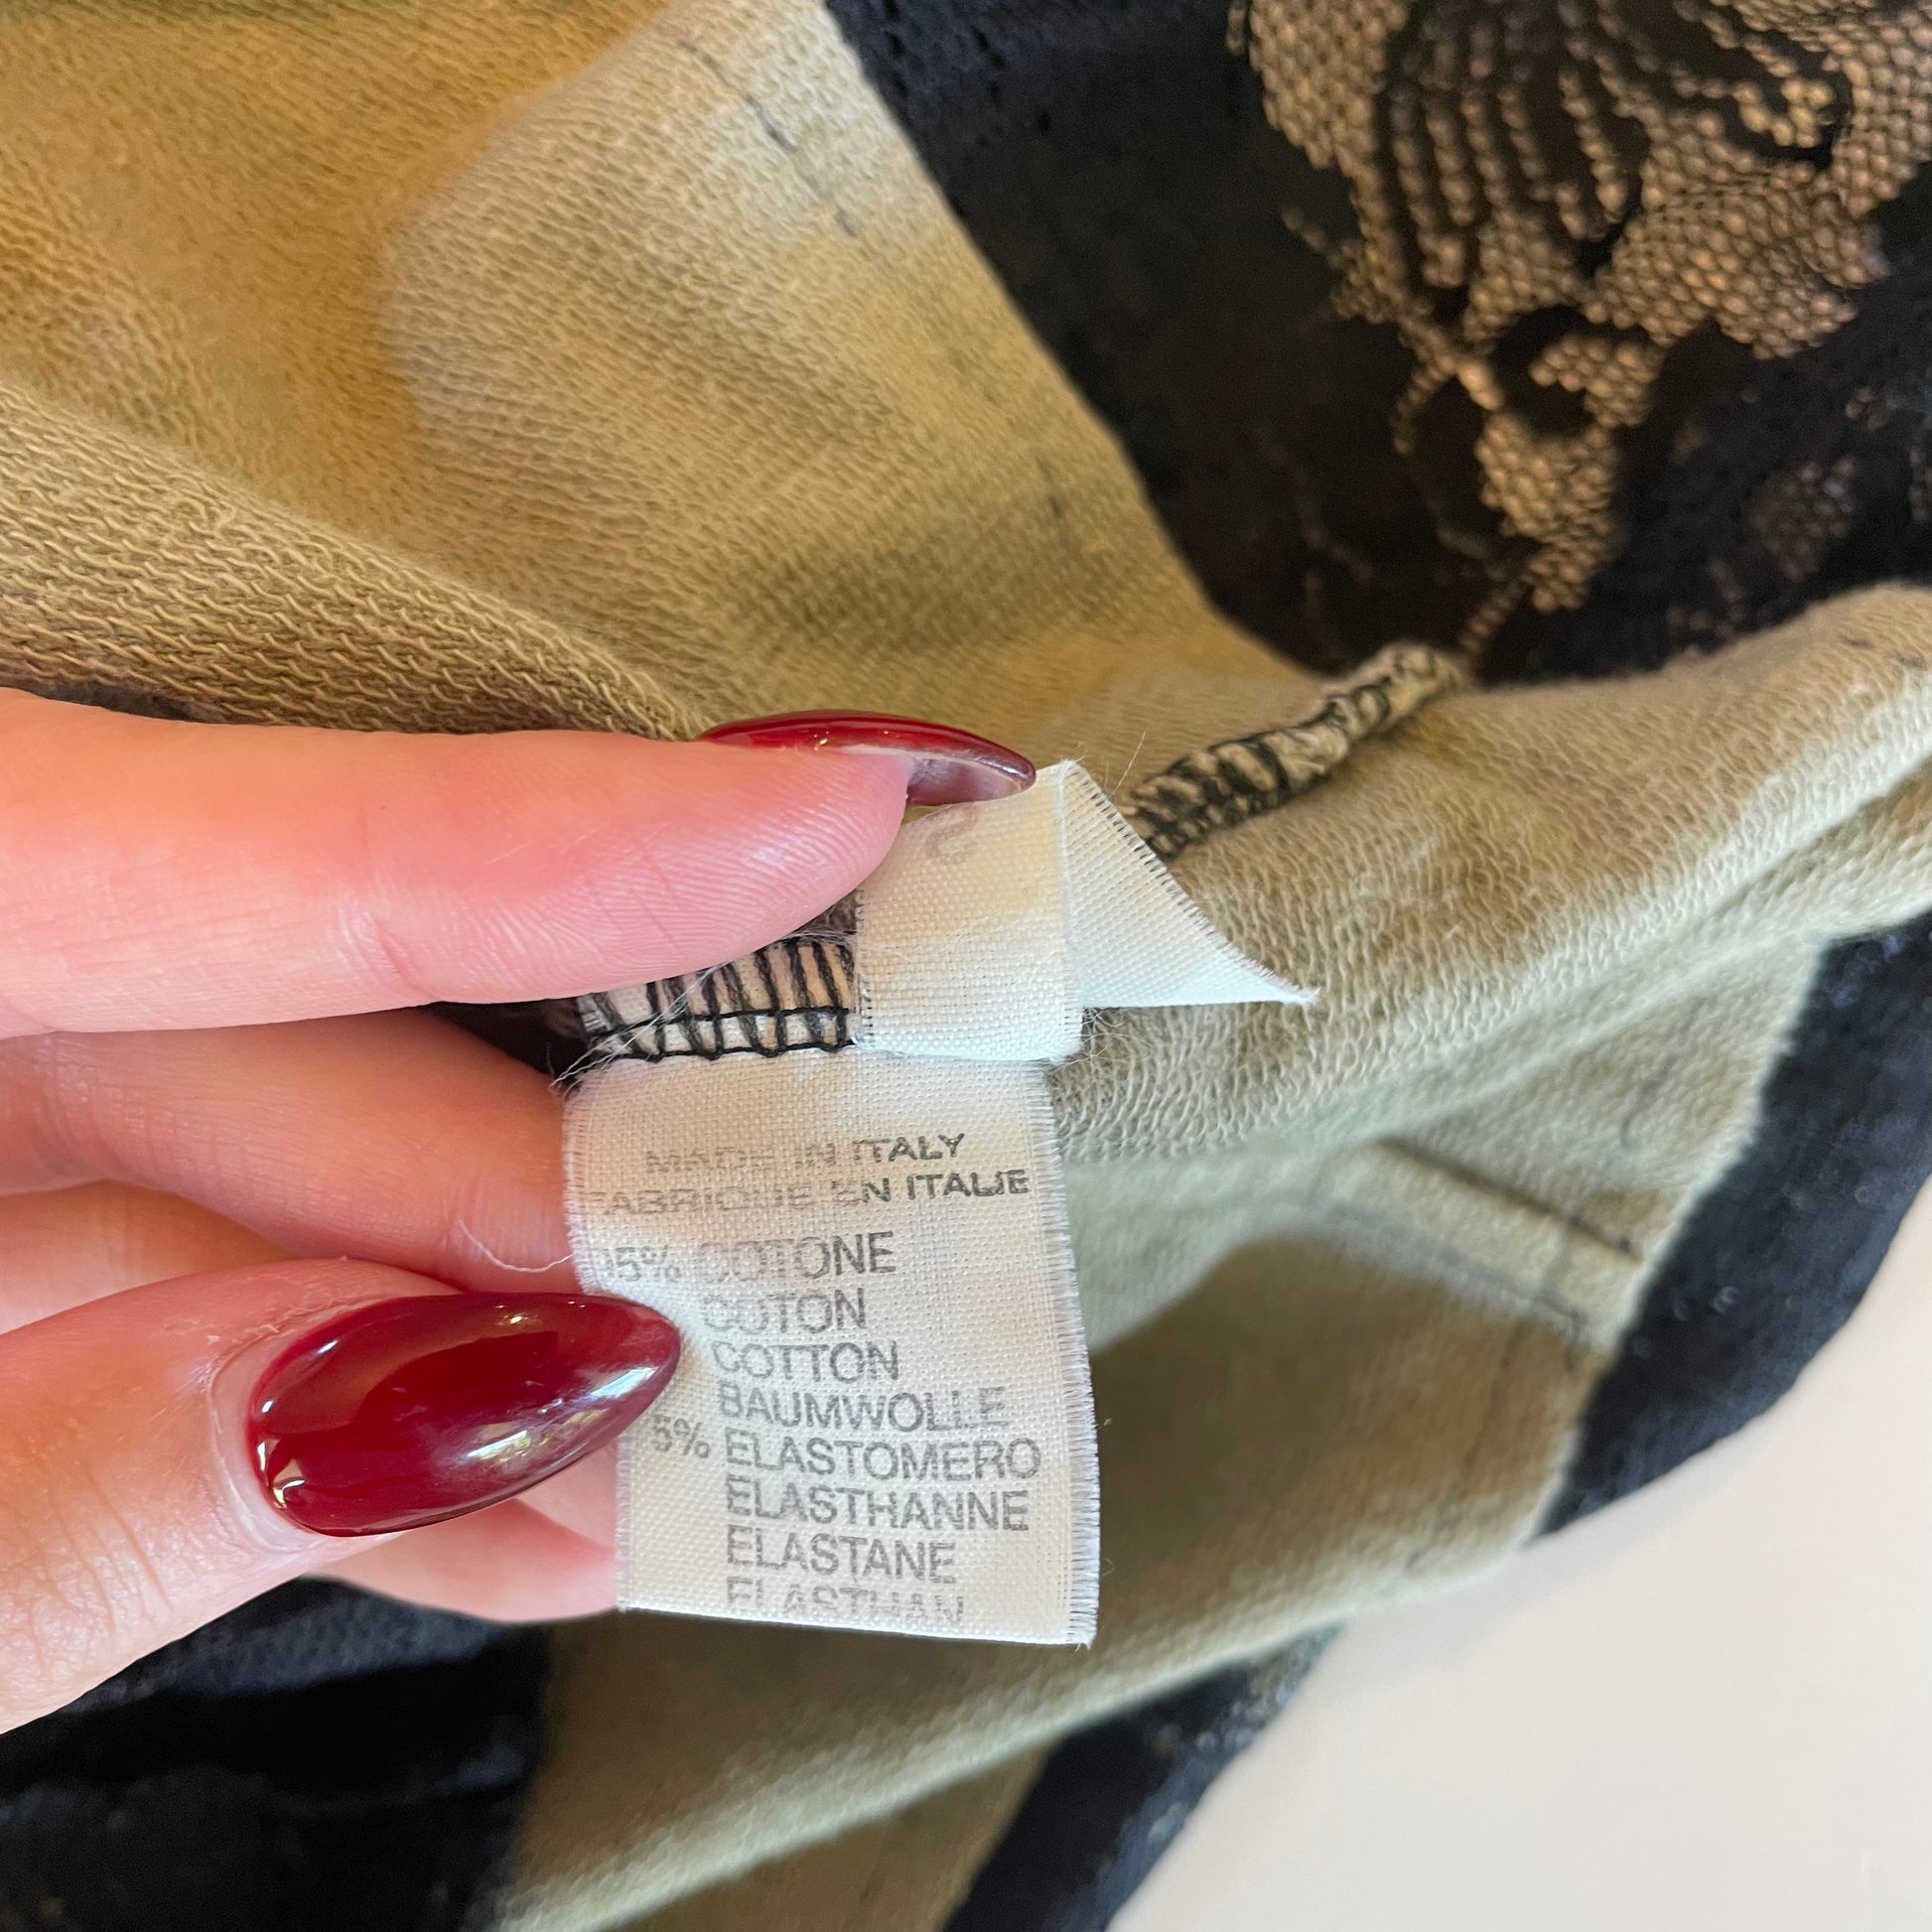 MADE IN ITALY
FABRIQUE EN ITALIE
95% COTONE
COTON
COTTON
BAUMWOLLE
5% ELASTOMERO
ELASTHANNE
ELASTANE
ELASTHAN